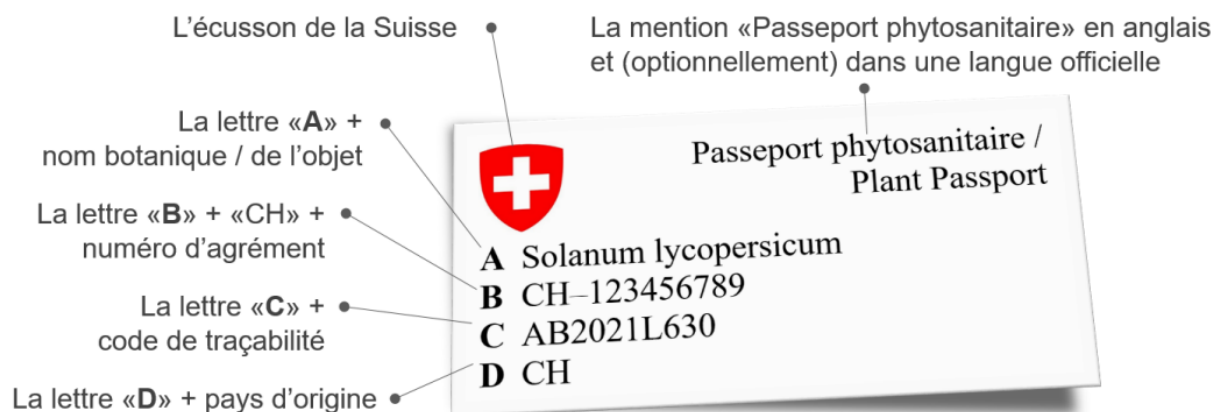 L'écusson de la Suisse
La mention «Passeport phytosanitaire» en anglais
et (optionnellement) dans une langue officielle
La lettre «A» +
nom botanique / de l'objet
La lettre «B» + «CH» +
numéro d'agrément
La lettre «C» +
code de traçabilité
La lettre «D» + pays d'origine
Passeport phytosanitaire /
Plant Passport
A Solanum lycopersicum
B CH–123456789
C AB2021L630
D CH